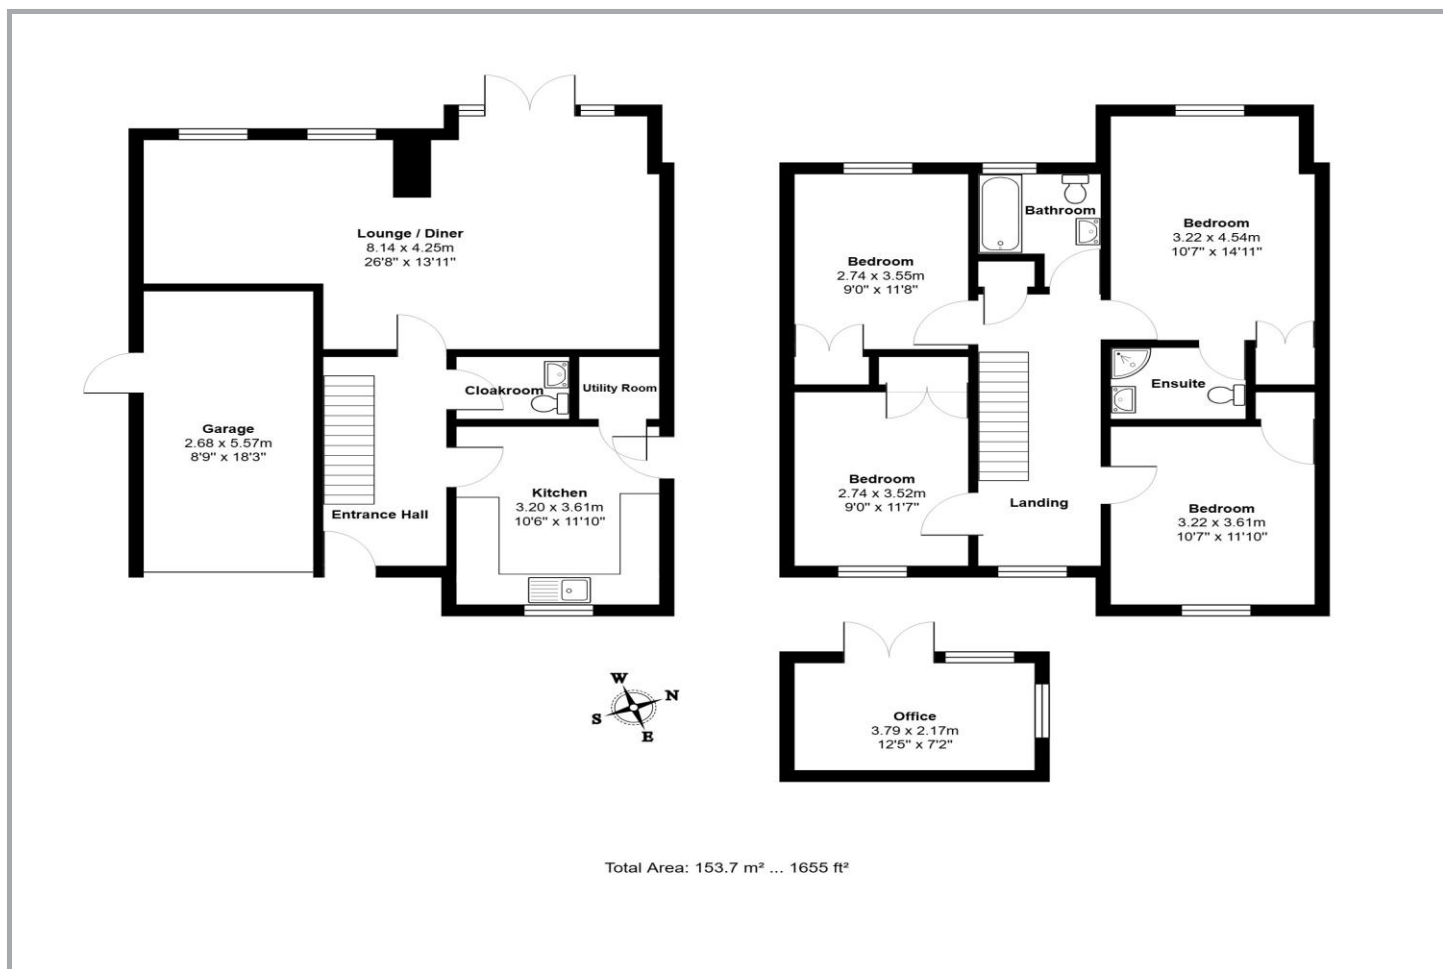 Lounge / Diner
8.14 x 4.25m
26'8" x 13'11"
Garage
2.68 x 5.57m
8'9" x 18'3"
Entrance Hall
Cloakroom
Utility Room
Kitchen
3.20 x 3.61m
10'6" x 11'10"
Bedroom
2.74 x 3.55m
9'0" x 11'8"
Bathroom
Bedroom
3.22 x 4.54m
10'7" x 14'11"
Ensuite
Bedroom
2.74 x 3.52m
9'0" x 11'7"
Landing
Bedroom
3.22 x 3.61m
10'7" x 11'10"
W
N
S
E
Office
3.79 x 2.17m
12'5" x 7'2"
Total Area: 153.7 m² ... 1655 ft²